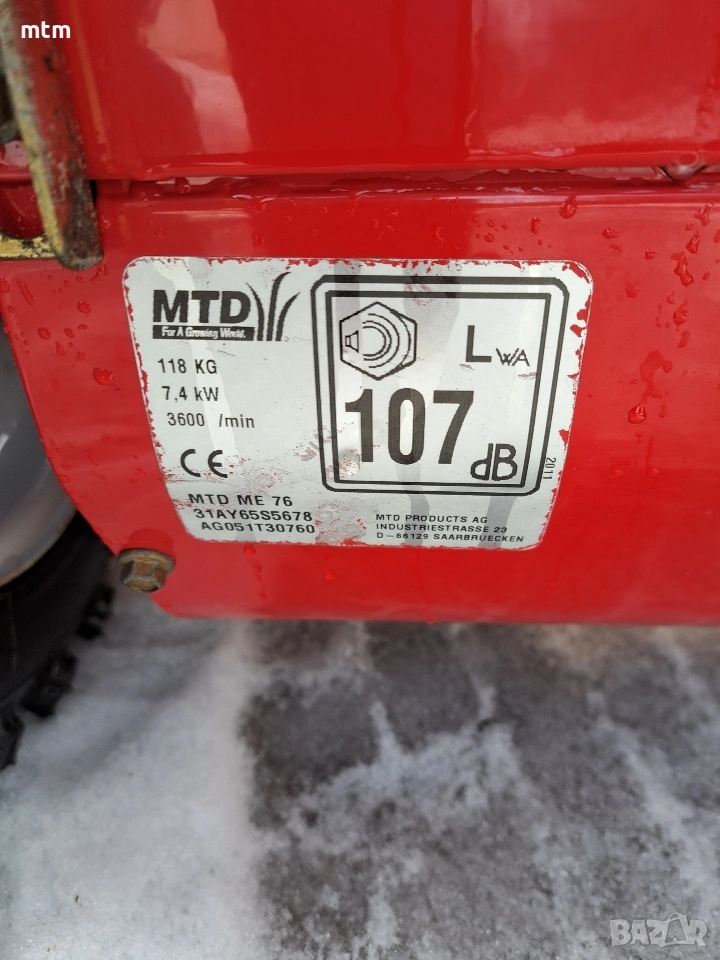 mtm
MTD
For A Growing World.
118 KG
7,4 kW
3600 /min
CE
MTD ME 76
31AY65S5678
AG051T30760
LWA
107
dB
2011
MTD PRODUCTS AG
INDUSTRIESTRASSE 23
D-66129 SAARBRUECKEN
BAZAR